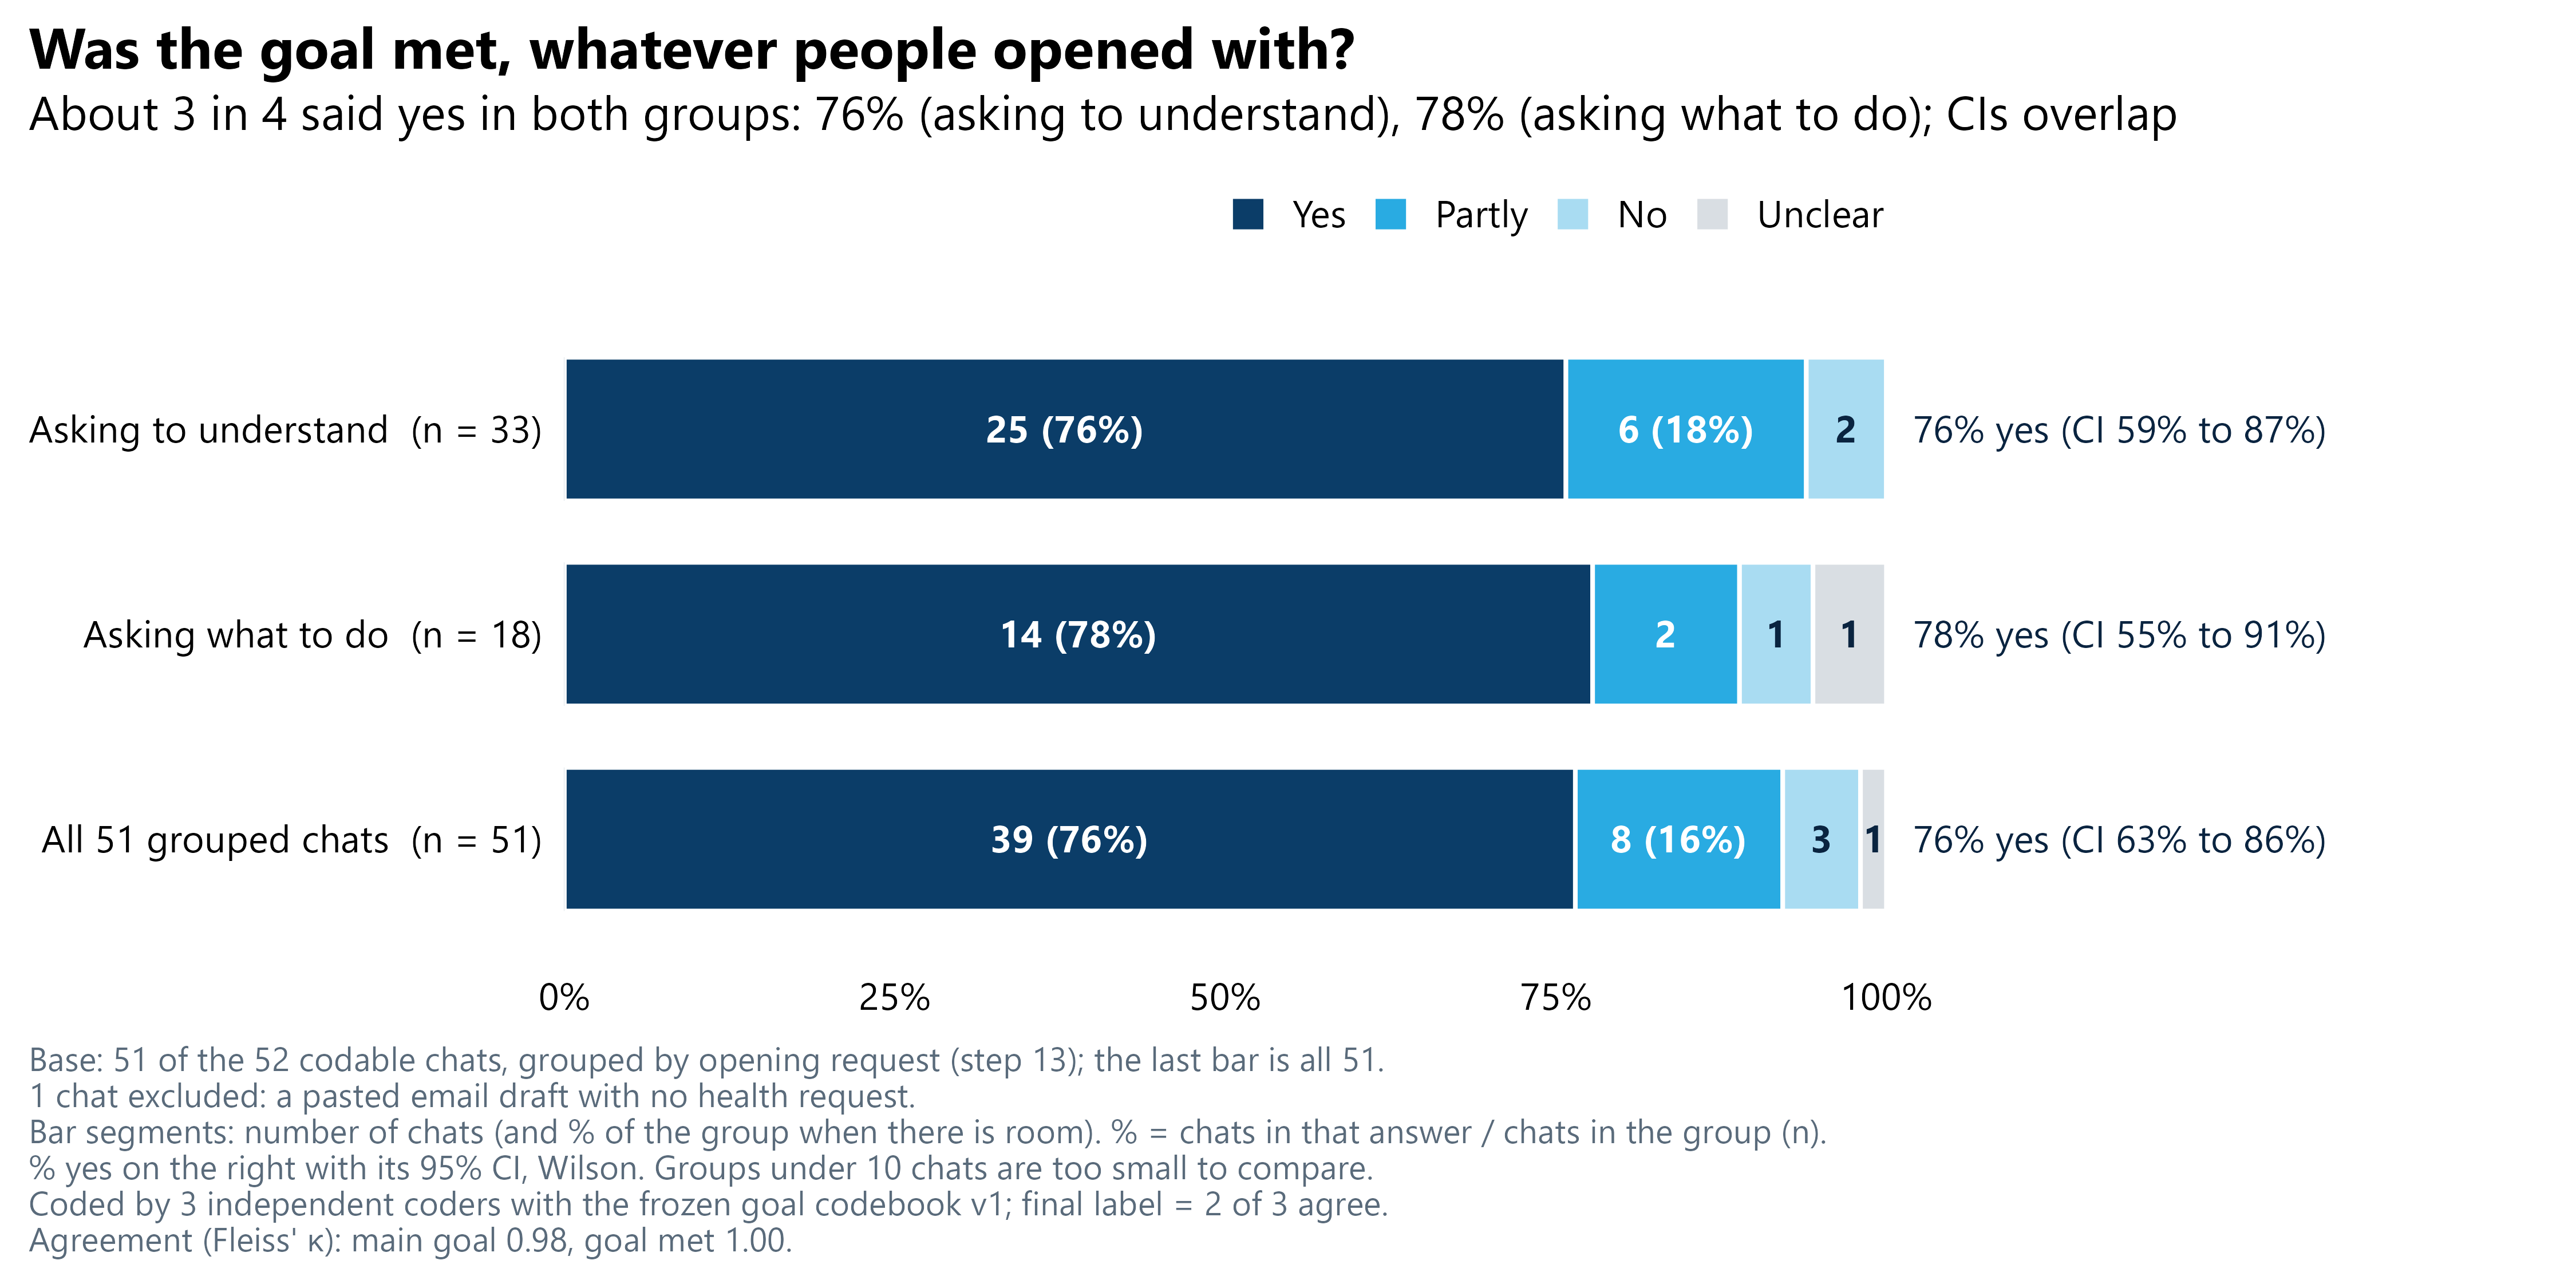 Was the goal met, whatever people opened with?
About 3 in 4 said yes in both groups: 76% (asking to understand), 78% (asking what to do); CIs overlap
Yes Partly No Unclear
Asking to understand (n = 33) 25 (76%) 6 (18%) 2 76% yes (CI 59% to 87%)
Asking what to do (n = 18) 14 (78%) 2 1 1 78% yes (CI 55% to 91%)
All 51 grouped chats (n = 51) 39 (76%) 8 (16%) 3 1 76% yes (CI 63% to 86%)
0% 25% 50% 75% 100%
Base: 51 of the 52 codable chats, grouped by opening request (step 13); the last bar is all 51.
1 chat excluded: a pasted email draft with no health request.
Bar segments: number of chats (and % of the group when there is room). % = chats in that answer / chats in the group (n).
% yes on the right with its 95% CI, Wilson. Groups under 10 chats are too small to compare.
Coded by 3 independent coders with the frozen goal codebook v1; final label = 2 of 3 agree.
Agreement (Fleiss' κ): main goal 0.98, goal met 1.00.